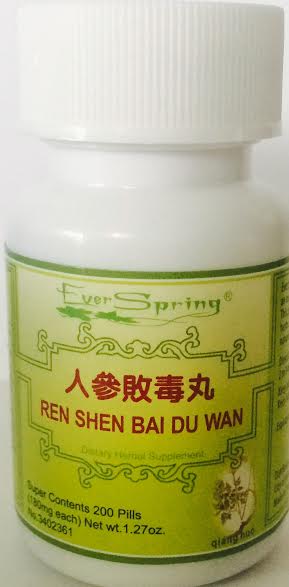 Ever Spring®
人參敗毒丸
REN SHEN BAI DU WAN
Dietary Herbal Supplement
Super Contents 200 Pills
(180mg each) Net wt.1.27oz.
No.3402361
qiang huo